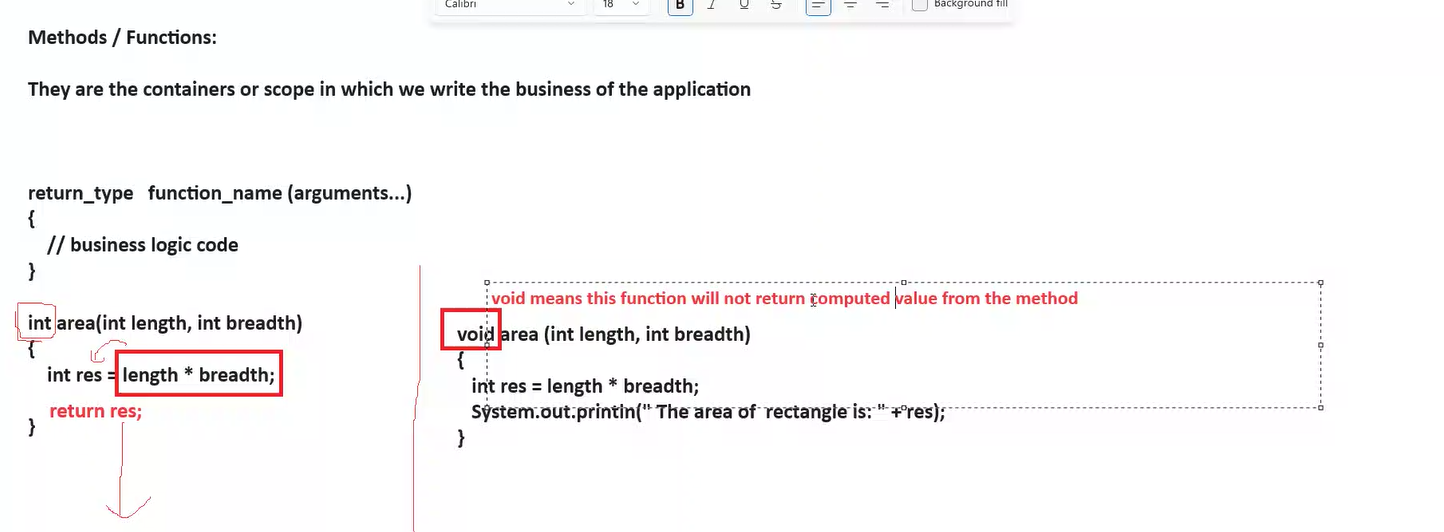 Calibri 18 B I U S Background fill
Methods / Functions:
They are the containers or scope in which we write the business of the application
return_type function_name (arguments...)
{
// business logic code
}
int area(int length, int breadth)
{
int res = length * breadth;
return res;
}
void means this function will not return computed value from the method
void area (int length, int breadth)
{
int res = length * breadth;
System.out.println(" The area of rectangle is: " + res);
}